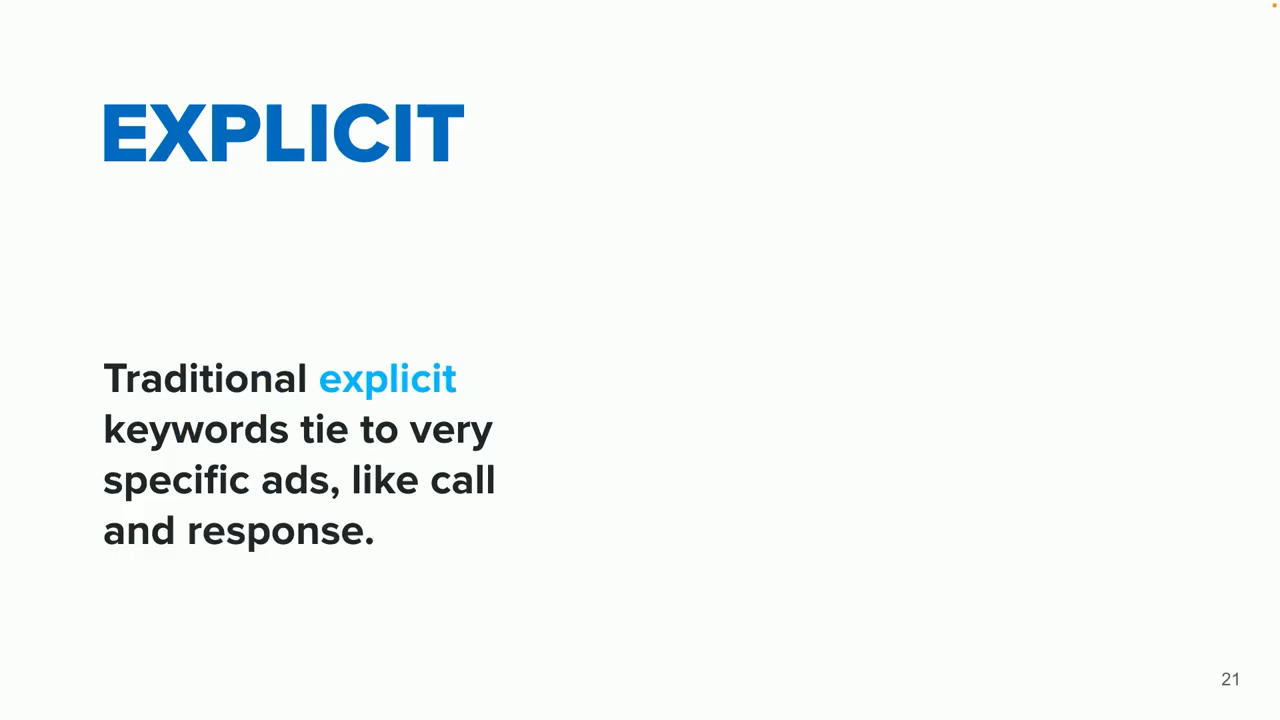 EXPLICIT
Traditional explicit
keywords tie to very
specific ads, like call
and response.
21